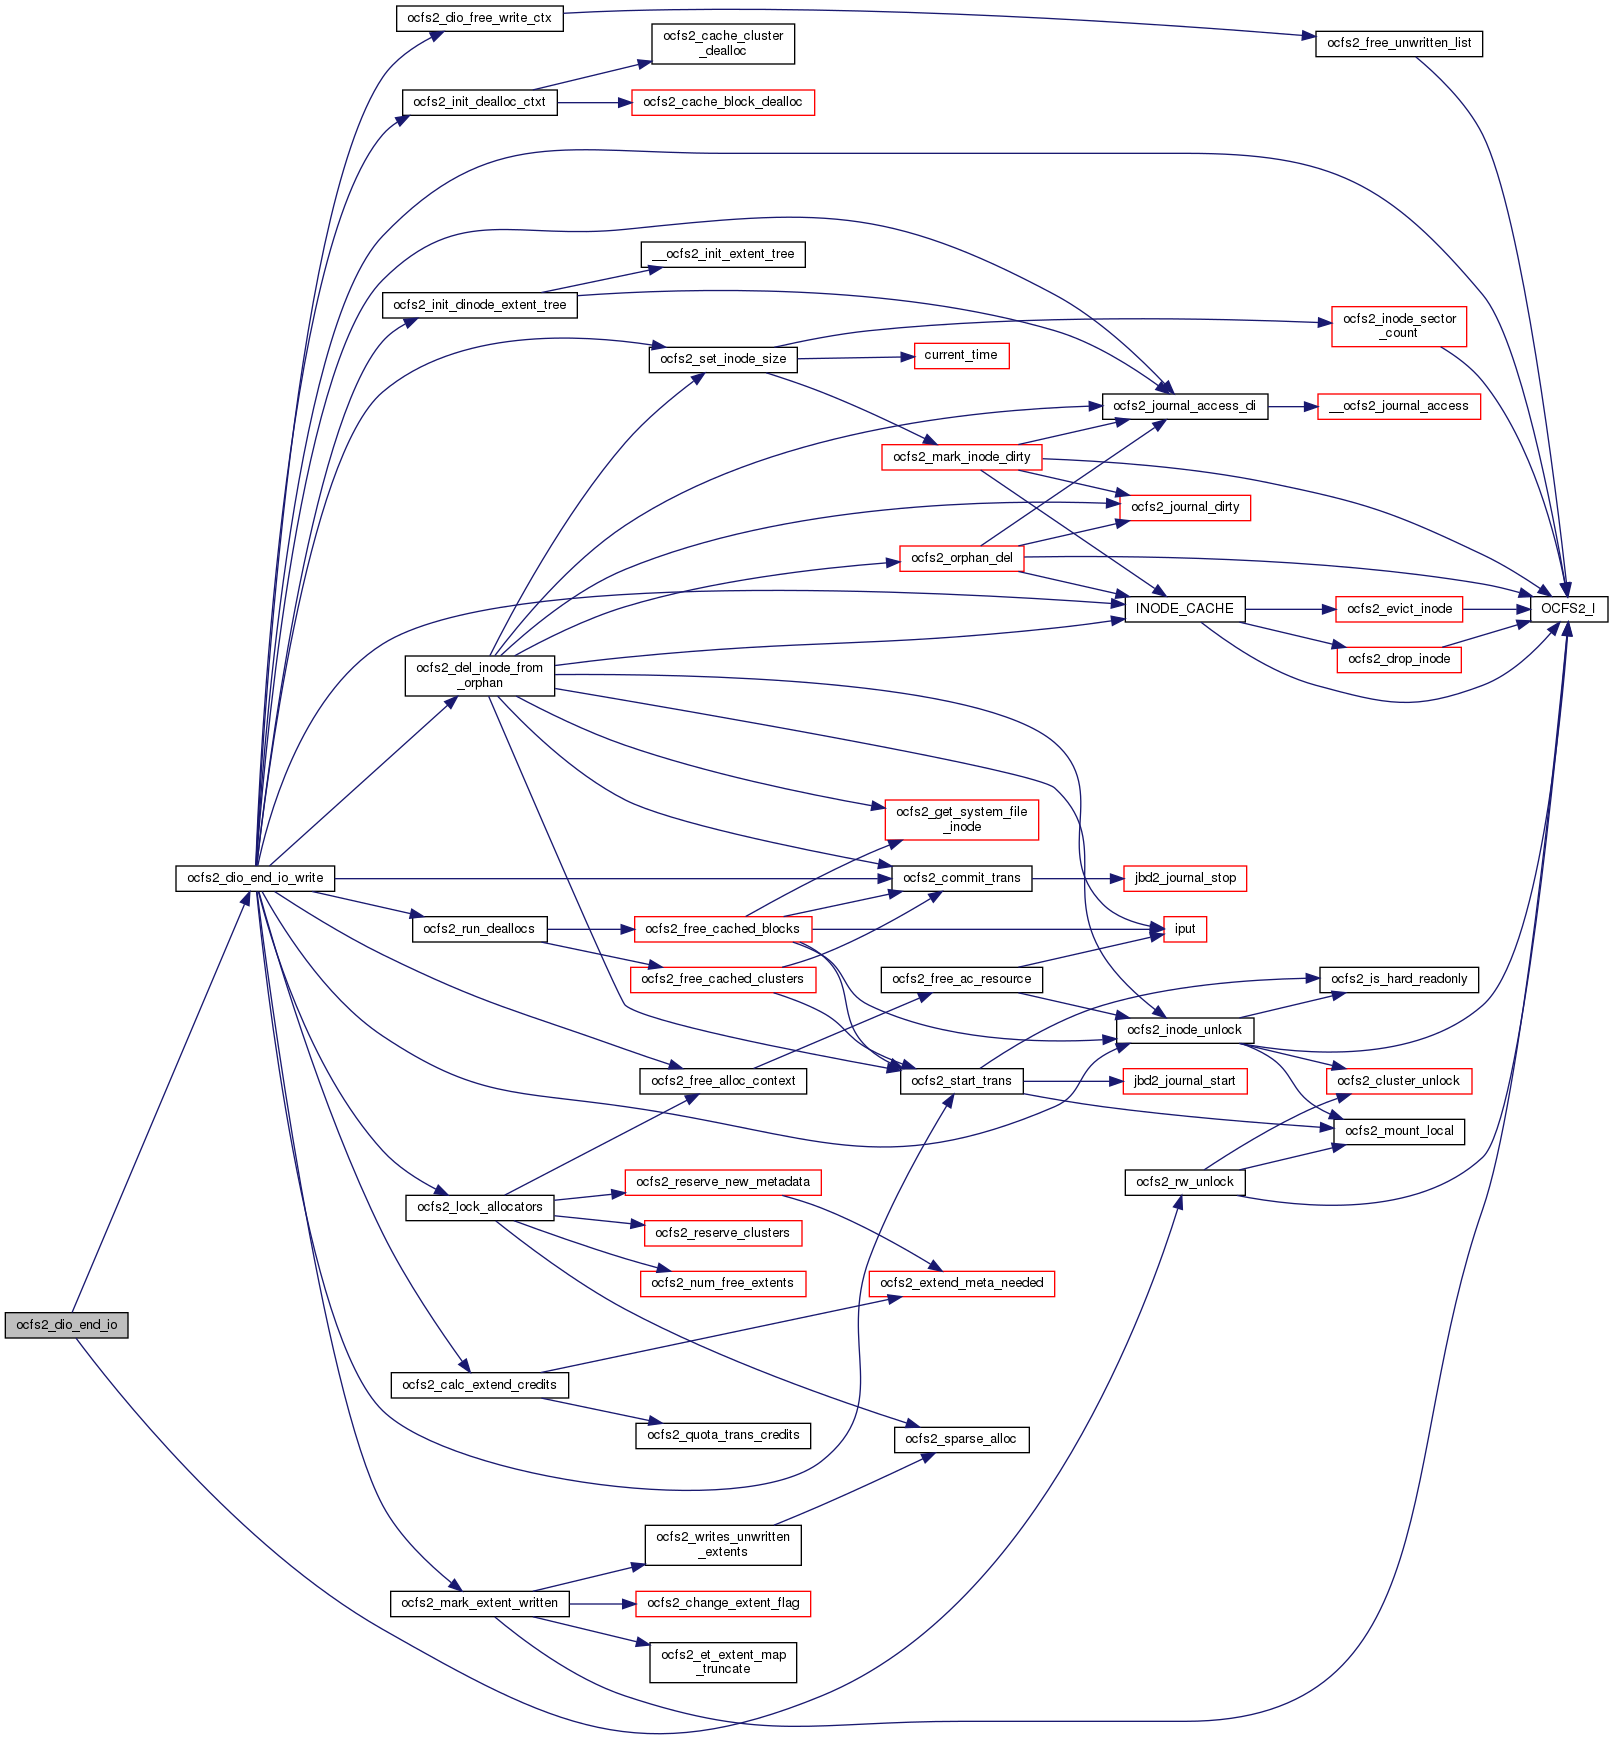 ocfs2_dio_free_write_ctx
ocfs2_cache_cluster
_dealloc
ocfs2_free_unwritten_list
ocfs2_init_dealloc_ctxt
ocfs2_cache_block_dealloc
__ocfs2_init_extent_tree
ocfs2_init_dinode_extent_tree
ocfs2_inode_sector
_count
ocfs2_set_inode_size
current_time
ocfs2_journal_access_di
__ocfs2_journal_access
ocfs2_mark_inode_dirty
ocfs2_journal_dirty
ocfs2_orphan_del
INODE_CACHE
ocfs2_evict_inode
OCFS2_I
ocfs2_drop_inode
ocfs2_del_inode_from
_orphan
ocfs2_get_system_file
_inode
ocfs2_dio_end_io_write
ocfs2_commit_trans
jbd2_journal_stop
ocfs2_run_deallocs
ocfs2_free_cached_blocks
iput
ocfs2_free_cached_clusters
ocfs2_free_ac_resource
ocfs2_is_hard_readonly
ocfs2_inode_unlock
ocfs2_free_alloc_context
ocfs2_start_trans
jbd2_journal_start
ocfs2_cluster_unlock
ocfs2_mount_local
ocfs2_reserve_new_metadata
ocfs2_rw_unlock
ocfs2_lock_allocators
ocfs2_reserve_clusters
ocfs2_num_free_extents
ocfs2_extend_meta_needed
ocfs2_dio_end_io
ocfs2_calc_extend_credits
ocfs2_quota_trans_credits
ocfs2_sparse_alloc
ocfs2_writes_unwritten
_extents
ocfs2_mark_extent_written
ocfs2_change_extent_flag
ocfs2_et_extent_map
_truncate